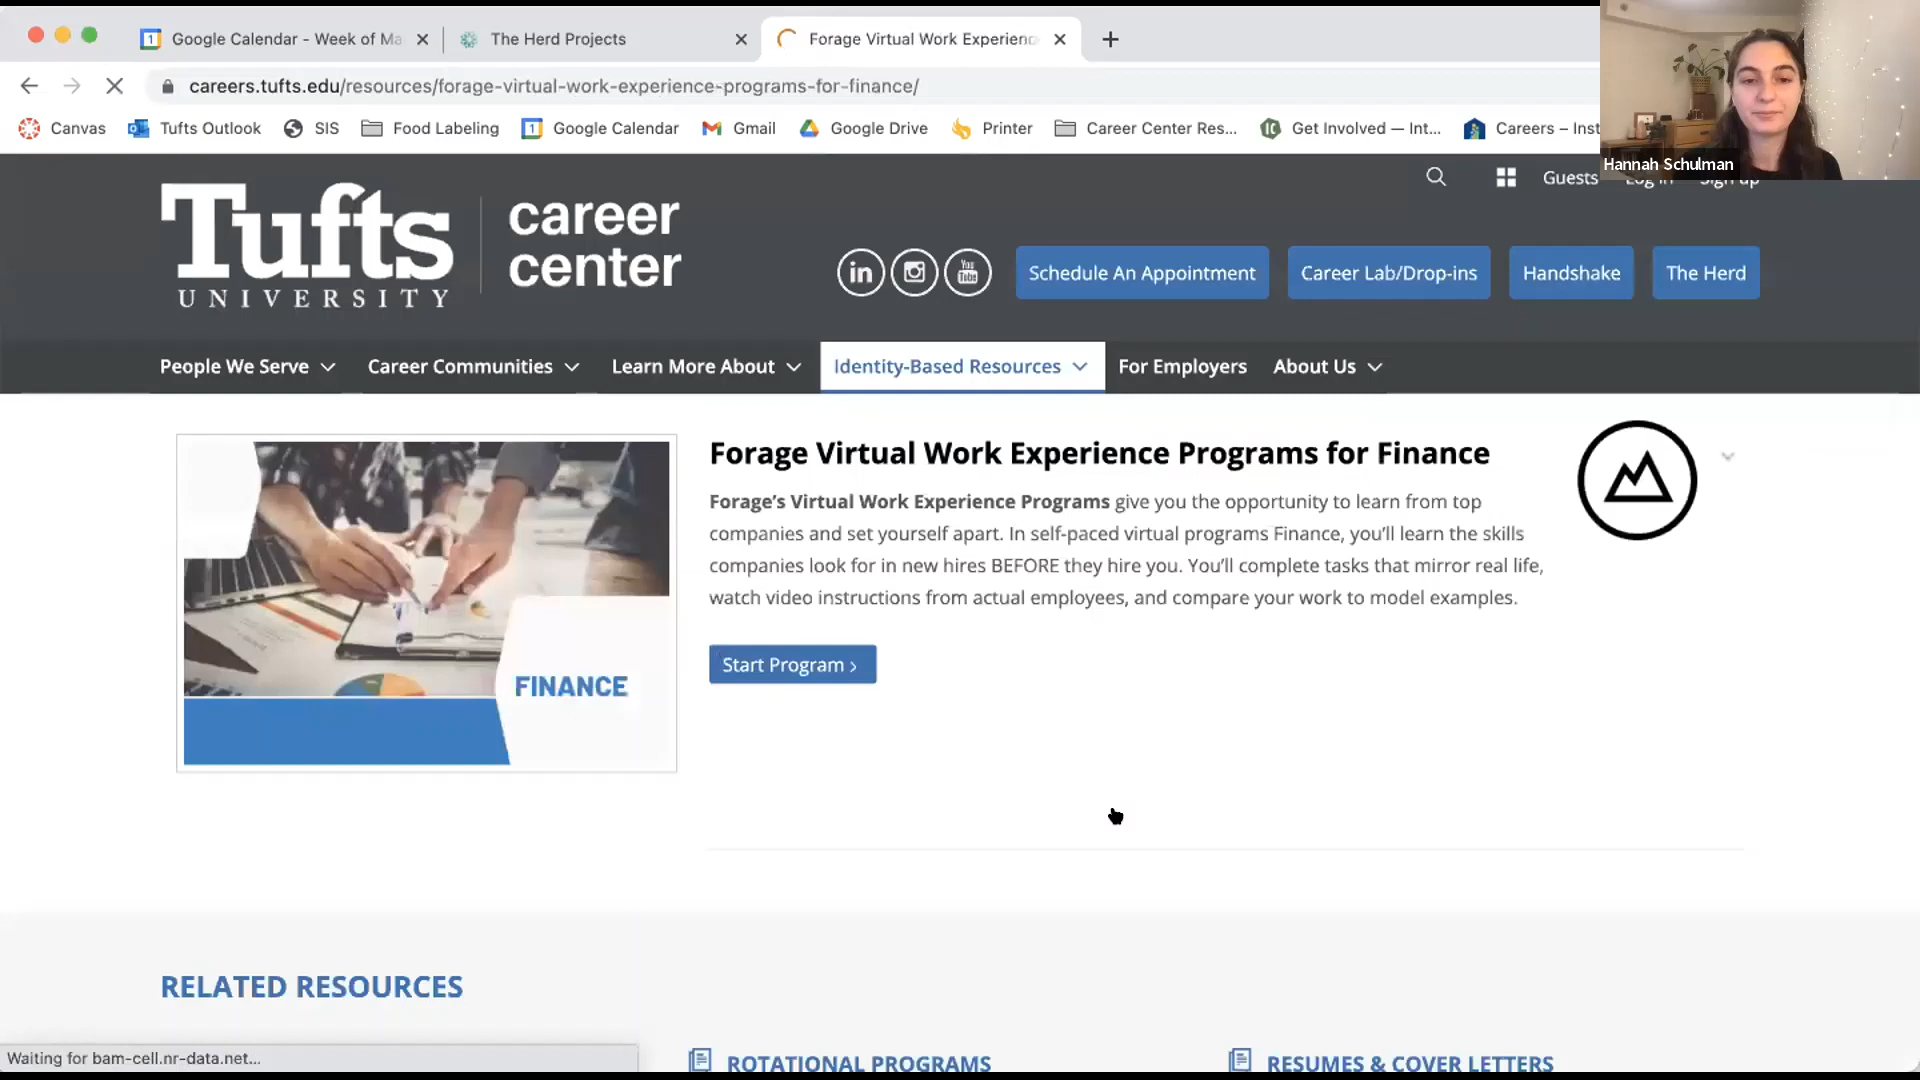 Google Calendar - Week of Ma
The Herd Projects
Forage Virtual Work Experienc
careers.tufts.edu/resources/forage-virtual-work-experience-programs-for-finance/
Canvas
Tufts Outlook
SIS
Food Labeling
Google Calendar
Gmail
Google Drive
Printer
Career Center Res...
Get Involved — Int...
Careers – Inst
Hannah Schulman
Guests
Log in
Sign up
Tufts
UNIVERSITY
career
center
in
You
Tube
Schedule An Appointment
Career Lab/Drop-ins
Handshake
The Herd
People We Serve
Career Communities
Learn More About
Identity-Based Resources
For Employers
About Us
FINANCE
Forage Virtual Work Experience Programs for Finance
Forage's Virtual Work Experience Programs give you the opportunity to learn from top
companies and set yourself apart. In self-paced virtual programs Finance, you'll learn the skills
companies look for in new hires BEFORE they hire you. You'll complete tasks that mirror real life,
watch video instructions from actual employees, and compare your work to model examples.
Start Program ›
RELATED RESOURCES
ROTATIONAL PROGRAMS
RESUMES & COVER LETTERS
Waiting for bam-cell.nr-data.net...